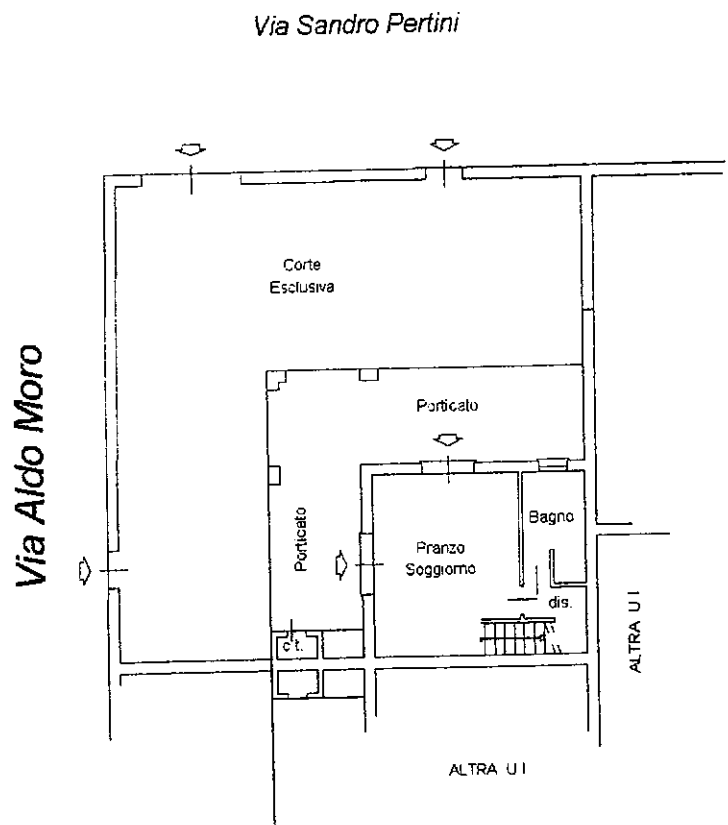 Via Sandro Pertini
Corte
Esclusiva
Via Aldo Moro
Porticato
Porticato
Bagno
Pranzo
Soggiorno
dis.
c.t.
ALTRA U I
ALTRA U I